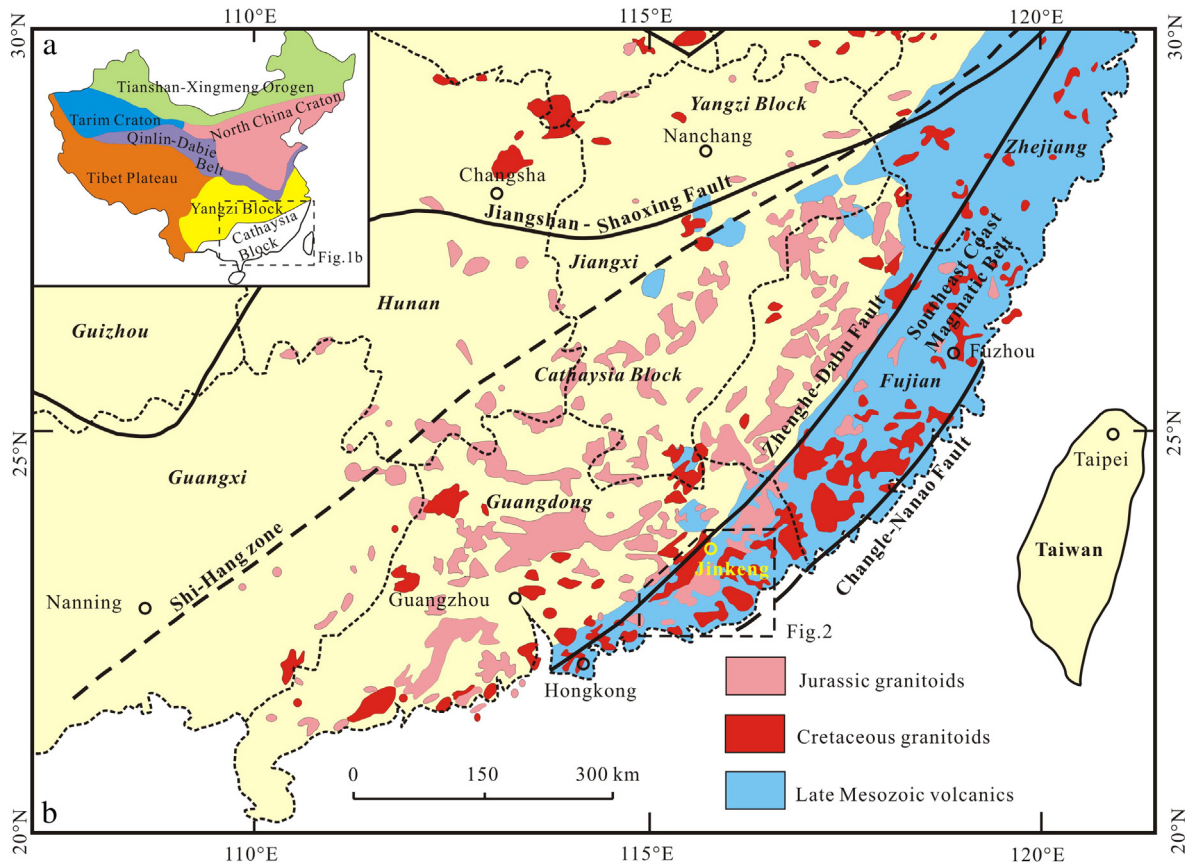 110°E
115°E
120°E
30°N
30°N
a
Tianshan-Xingmeng Orogen
Tarim Craton
North China Craton
Qinlin-Dabie
Belt
Tibet Plateau
Yangzi Block
Cathaysia
Block
Fig.1b
Yangzi Block
Nanchang
Zhejiang
Changsha
Jiangshan - Shaoxing Fault
Jiangxi
Hunan
Guizhou
Southeast Coast
Magmatic Belt
Fuzhou
Zhenghe-Dabu Fault
Cathaysia Block
Fujian
25°N
25°N
Taipei
Guangxi
Guangdong
Changle-Nanao Fault
Shi-Hang zone
Jinkeng
Taiwan
Nanning
Guangzhou
Fig.2
Hongkong
Jurassic granitoids
Cretaceous granitoids
Late Mesozoic volcanics
0
150
300 km
b
20°N
20°N
110°E
115°E
120°E